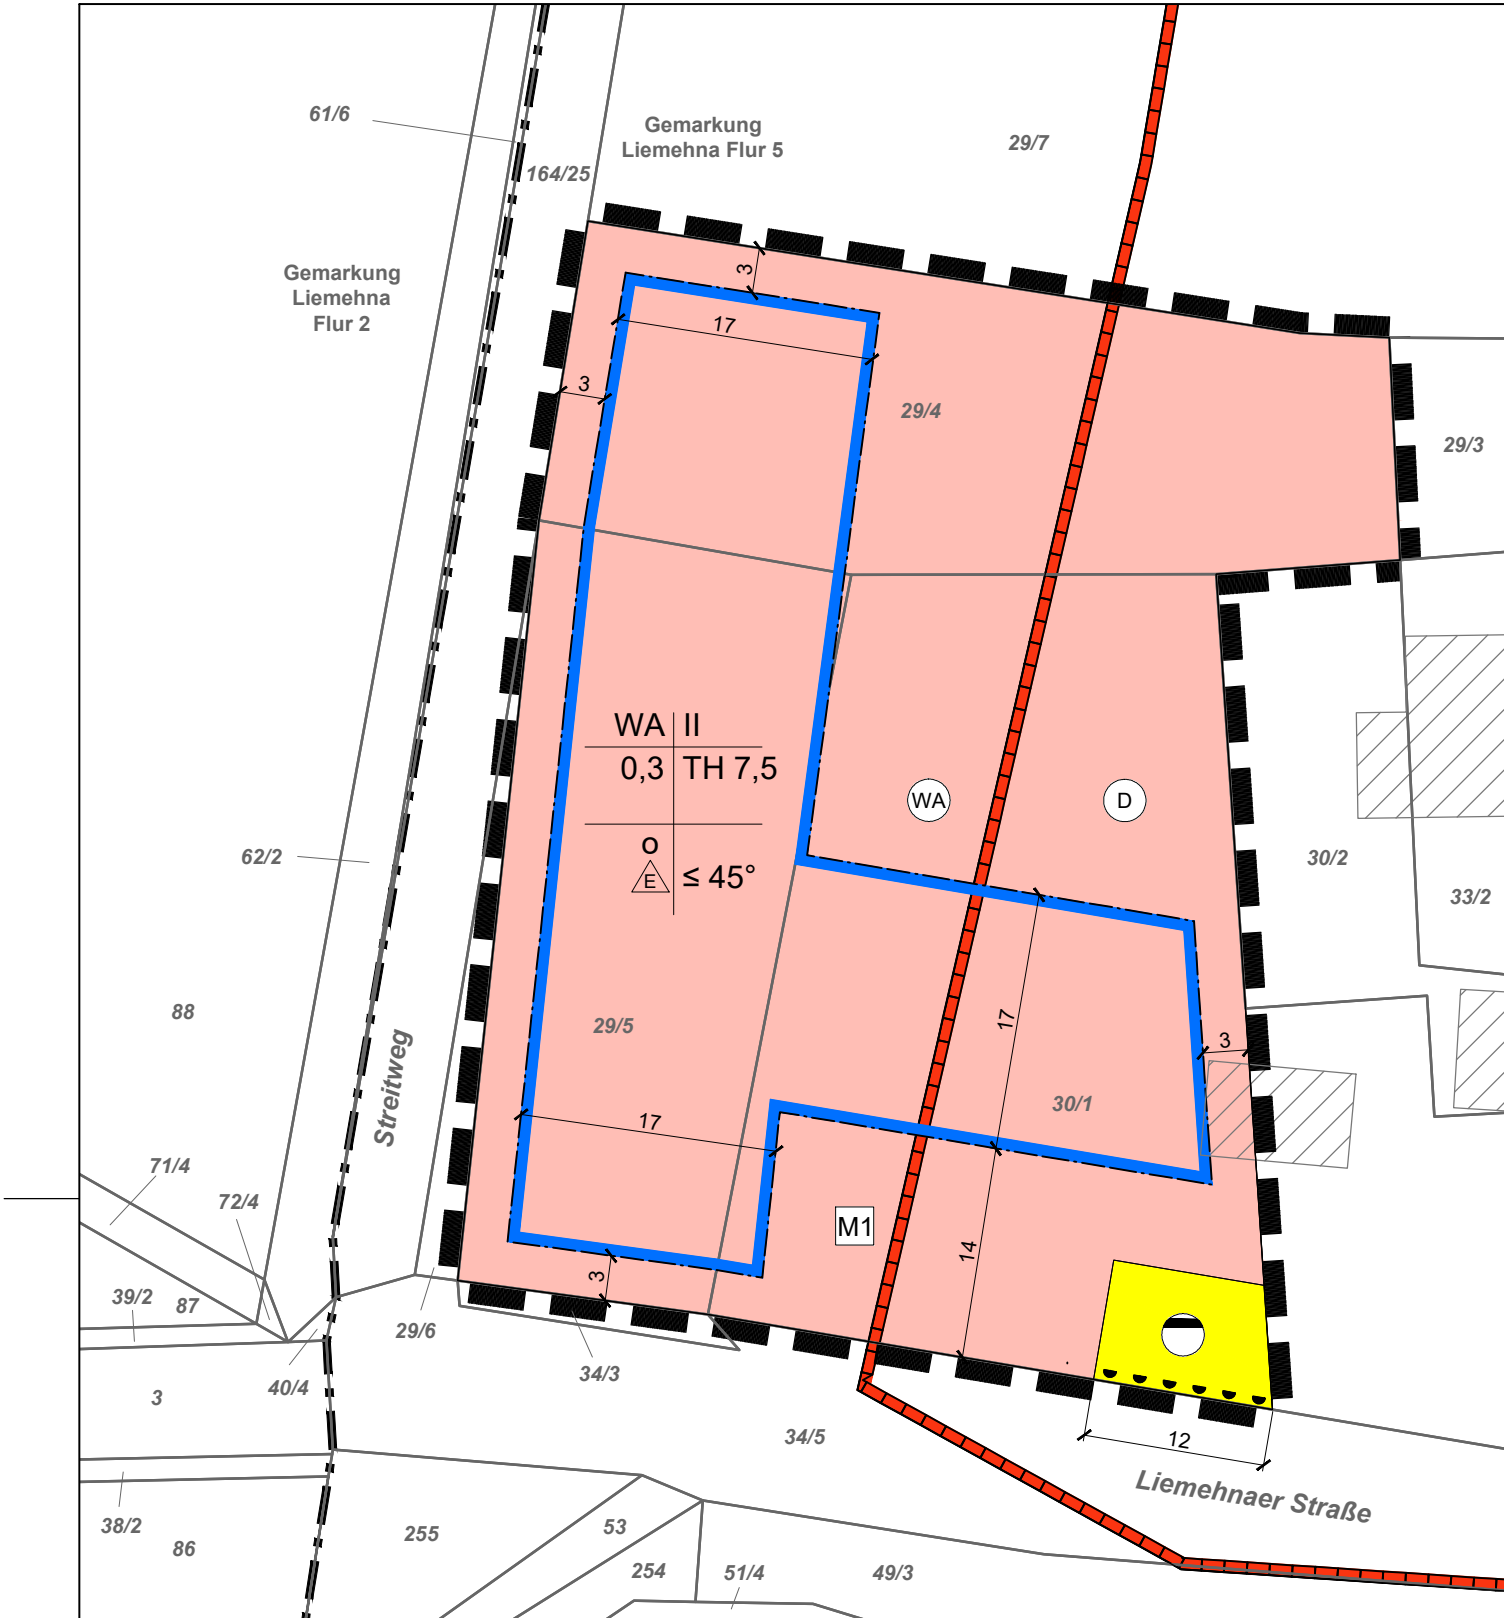 61/6
Gemarkung
Liemehna Flur 5
29/7
164/25
Gemarkung
Liemehna
Flur 2
3
17
3
29/4
29/3
WA II
0,3 TH 7,5
o
E ≤ 45°
WA
D
62/2
30/2
33/2
88
29/5
17
3
Streitweg
30/1
17
71/4
72/4
M1
14
3
39/2
87
29/6
40/4
34/3
3
34/5
12
Liemehnaer Straße
38/2
86
255
53
254
51/4
49/3